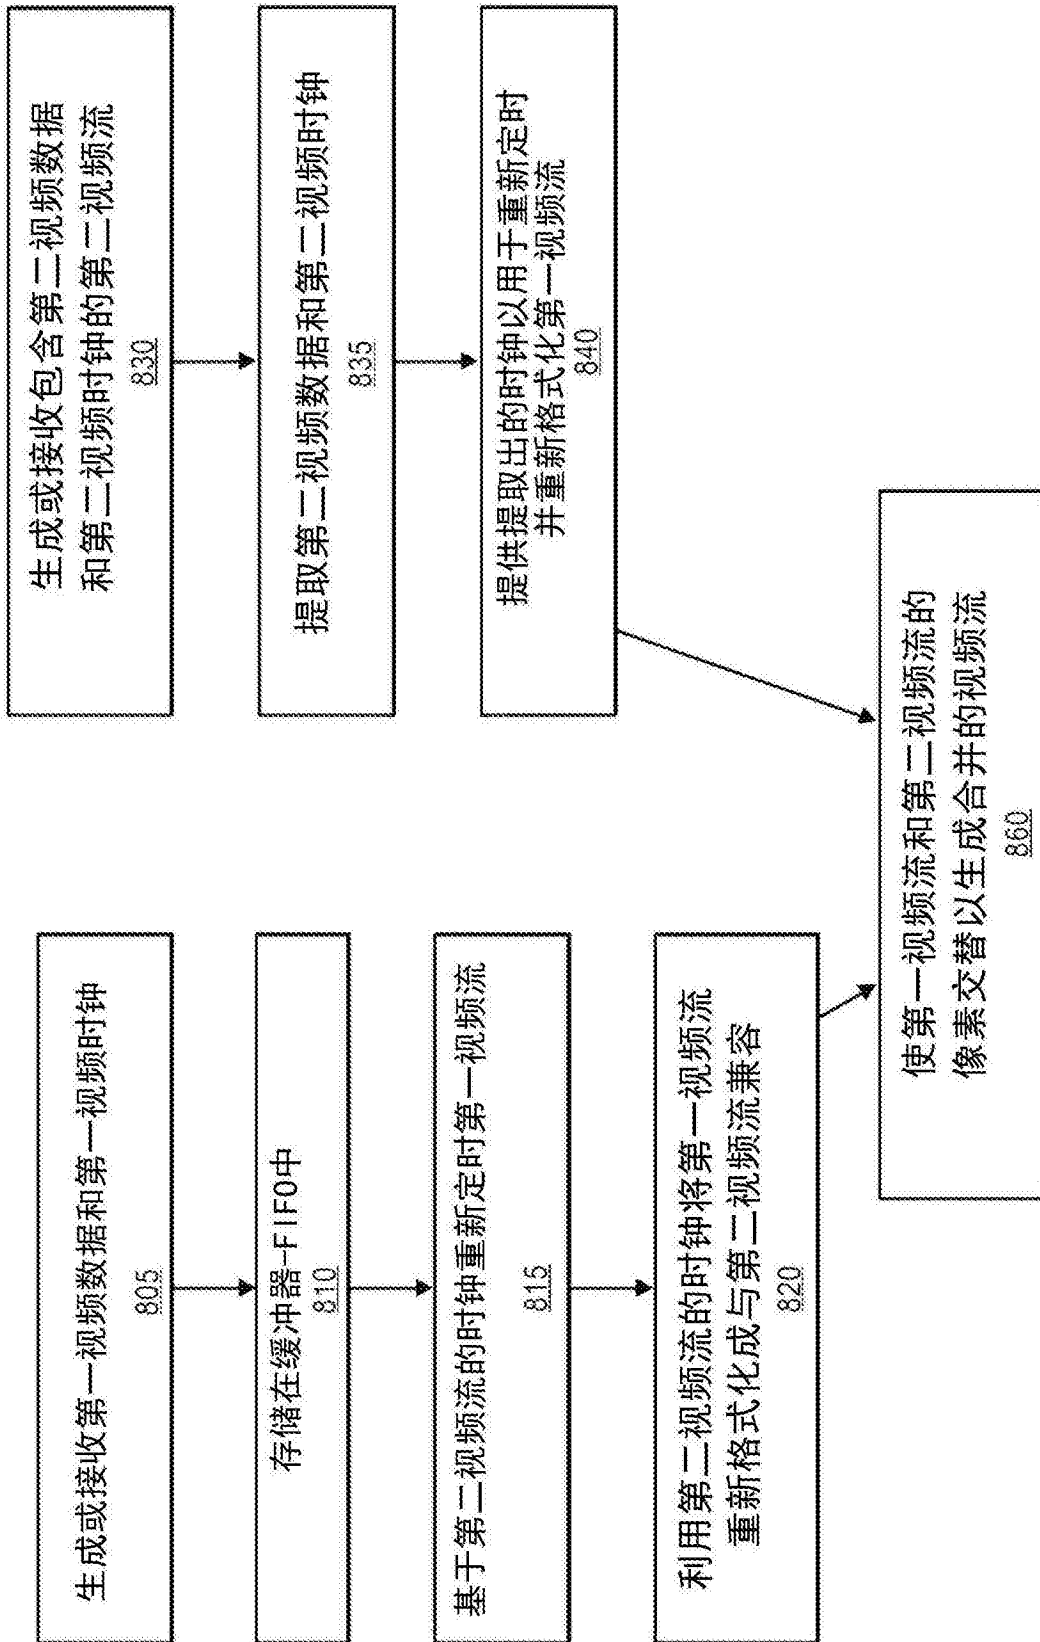 生成或接收第一视频数据和第一视频时钟
805
存储在缓冲器-FIFO中
810
基于第二视频流的时钟重新定时第一视频流
815
利用第二视频流的时钟将第一视频流
重新格式化成与第二视频流兼容
820
生成或接收包含第二视频数据
和第二视频时钟的第二视频流
830
提取第二视频数据和第二视频时钟
835
提供提取出的时钟以用于重新定时
并重新格式化第一视频流
840
使第一视频流和第二视频流的
像素交替以生成合并的视频流
860